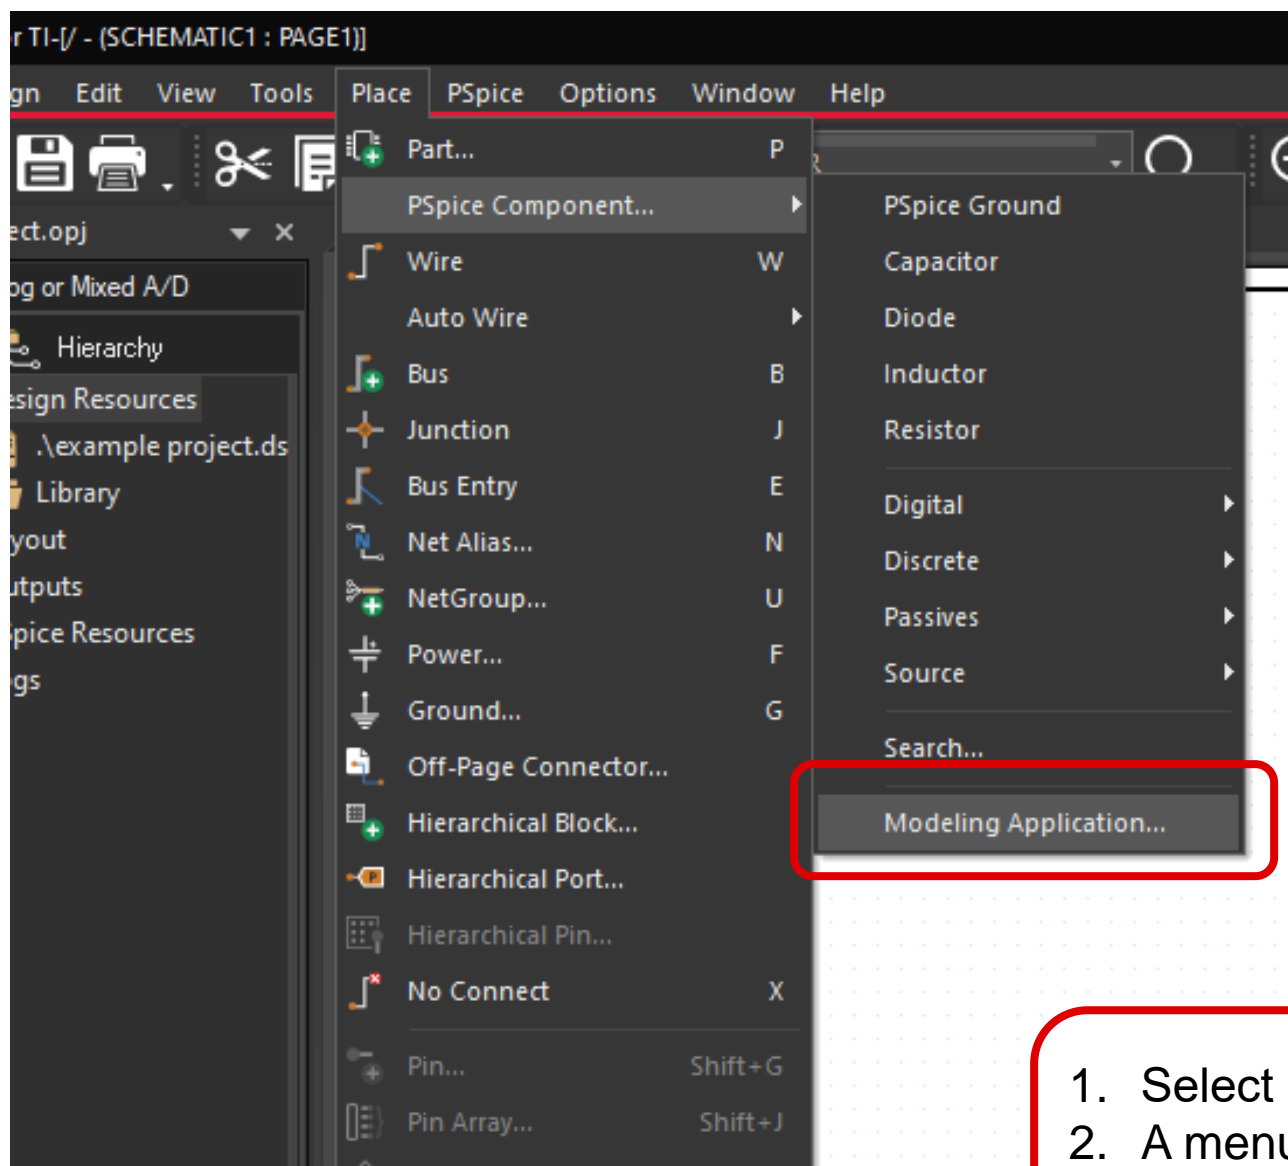 r TI-[/ - (SCHEMATIC1 : PAGE1)]
gn Edit View Tools Place PSpice Options Window Help
ect.opj
og or Mixed A/D
Hierarchy
esign Resources
.\example project.ds
Library
yout
utputs
Spice Resources
gs
Part... P
PSpice Component...
Wire W
Auto Wire
Bus B
Junction J
Bus Entry E
Net Alias... N
NetGroup... U
Power... F
Ground... G
Off-Page Connector...
Hierarchical Block...
Hierarchical Port...
Hierarchical Pin...
No Connect X
Pin... Shift+G
Pin Array... Shift+J
PSpice Ground
Capacitor
Diode
Inductor
Resistor
Digital
Discrete
Passives
Source
Search...
Modeling Application...
1. Select
2. A menu